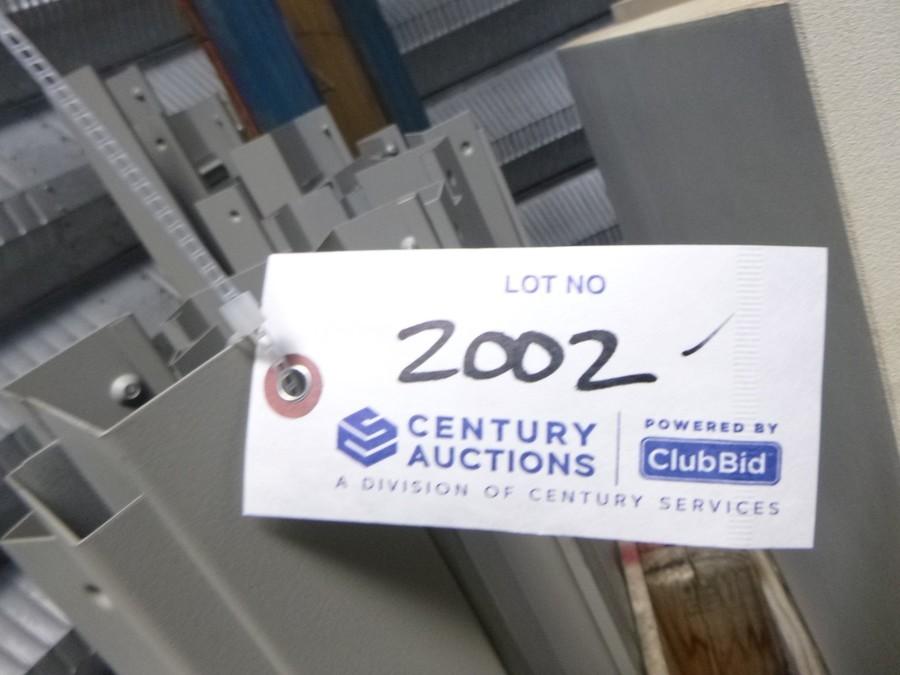 LOT NO
2002
CENTURY
AUCTIONS
POWERED BY
ClubBid
A DIVISION OF CENTURY SERVICES